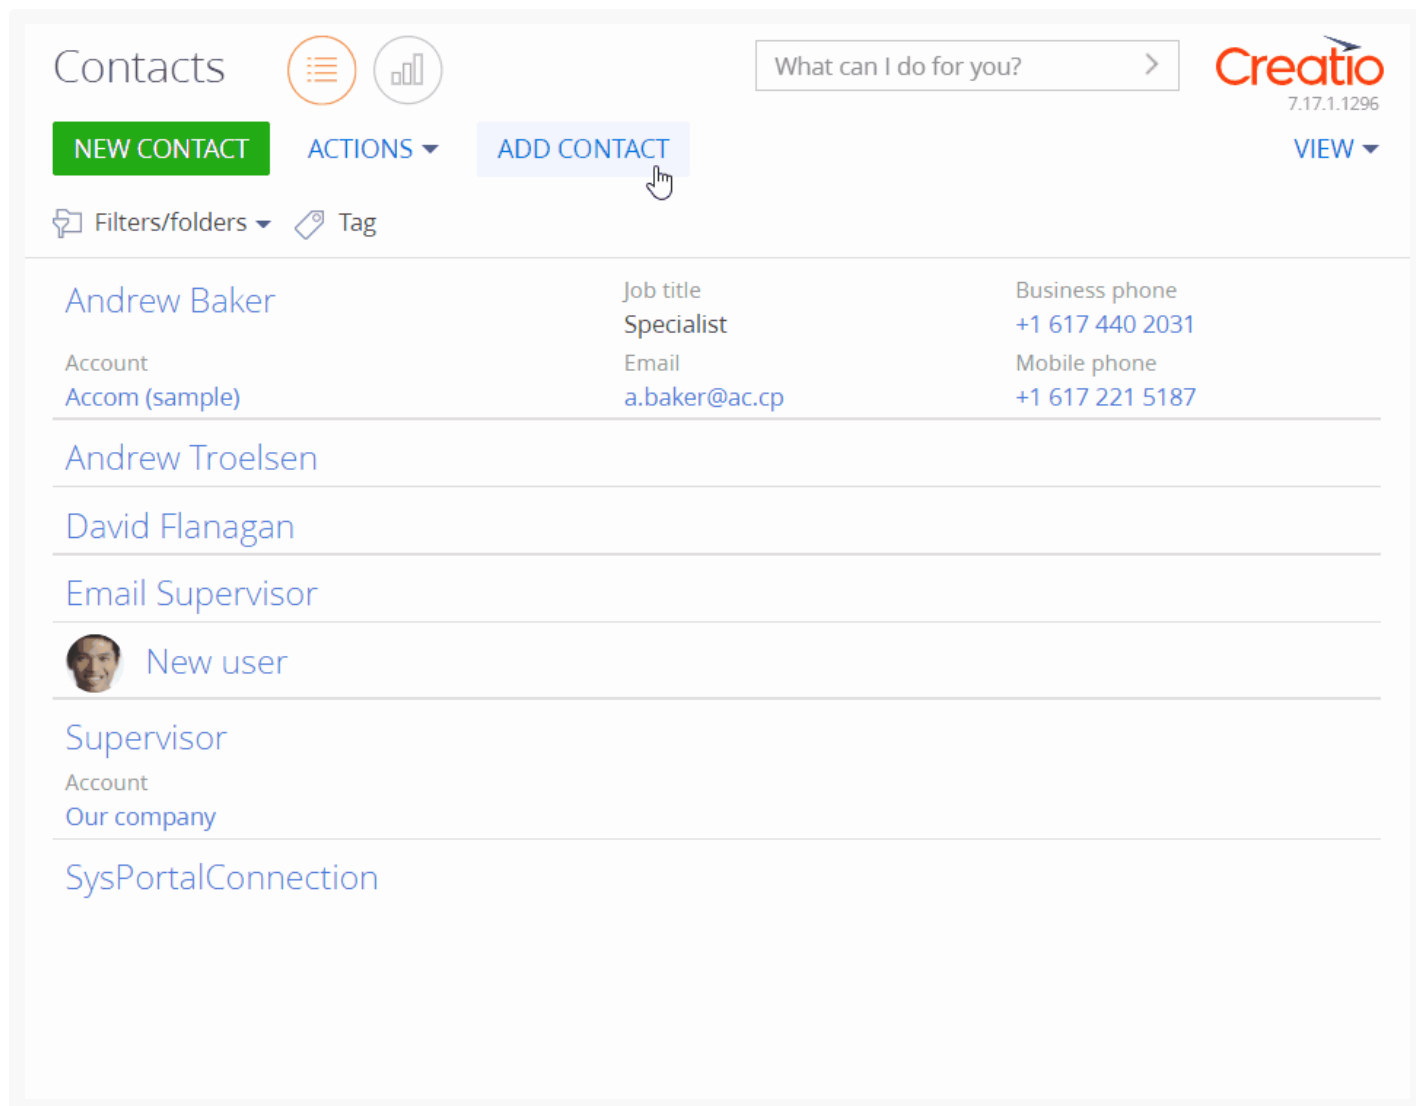 Contacts
What can I do for you?
Creatio
7.17.1.1296
NEW CONTACT ACTIONS ADD CONTACT VIEW
Filters/folders Tag
Andrew Baker
Job title
Specialist
Business phone
+1 617 440 2031
Account
Accom (sample)
Email
a.baker@ac.cp
Mobile phone
+1 617 221 5187
Andrew Troelsen
David Flanagan
Email Supervisor
New user
Supervisor
Account
Our company
SysPortalConnection